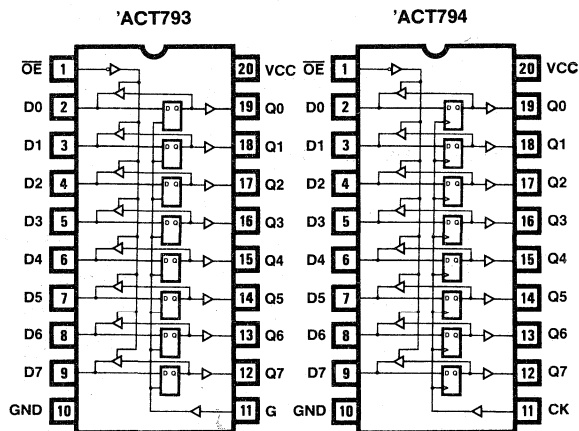 'ACT793 'ACT794
OE 1 20 VCC OE 1 20 VCC
D0 2 19 Q0 D0 2 19 Q0
D1 3 18 Q1 D1 3 18 Q1
D2 4 17 Q2 D2 4 17 Q2
D3 5 16 Q3 D3 5 16 Q3
D4 6 15 Q4 D4 6 15 Q4
D5 7 14 Q5 D5 7 14 Q5
D6 8 13 Q6 D6 8 13 Q6
D7 9 12 Q7 D7 9 12 Q7
GND 10 11 G GND 10 11 CK